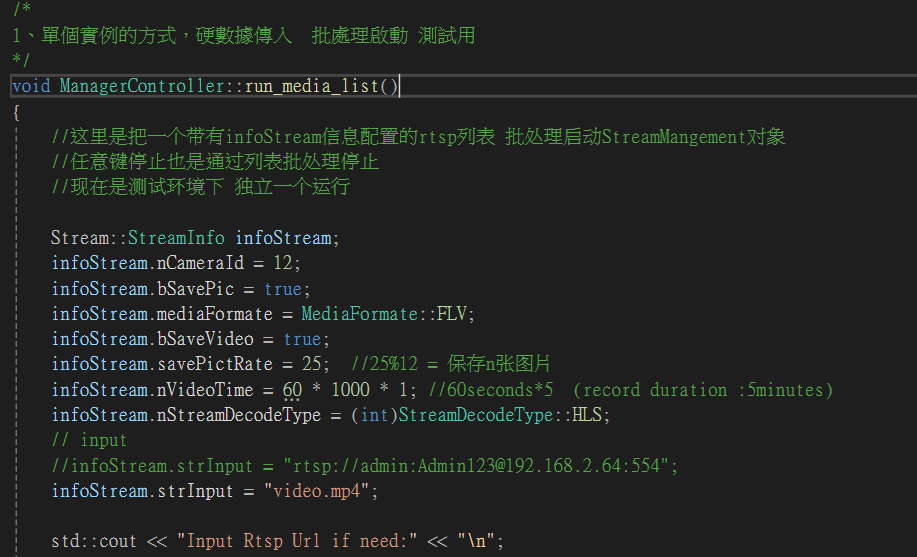 /*
1、單個實例的方式，硬數據傳入  批處理啟動 測試用
*/
void ManagerController::run_media_list()
{
//这里是把一个带有infoStream信息配置的rtsp列表 批处理启动StreamMangement对象
//任意键停止也是通过列表批处理停止
//现在是测试环境下 独立一个运行
Stream::StreamInfo infoStream;
infoStream.nCameraId = 12;
infoStream.bSavePic = true;
infoStream.mediaFormate = MediaFormate::FLV;
infoStream.bSaveVideo = true;
infoStream.savePictRate = 25;  //25%12 = 保存n张图片
infoStream.nVideoTime = 60 * 1000 * 1; //60seconds*5  (record duration :5minutes)
infoStream.nStreamDecodeType = (int)StreamDecodeType::HLS;
// input
//infoStream.strInput = "rtsp://admin:Admin123@192.168.2.64:554";
infoStream.strInput = "video.mp4";
std::cout << "Input Rtsp Url if need:" << "\n";